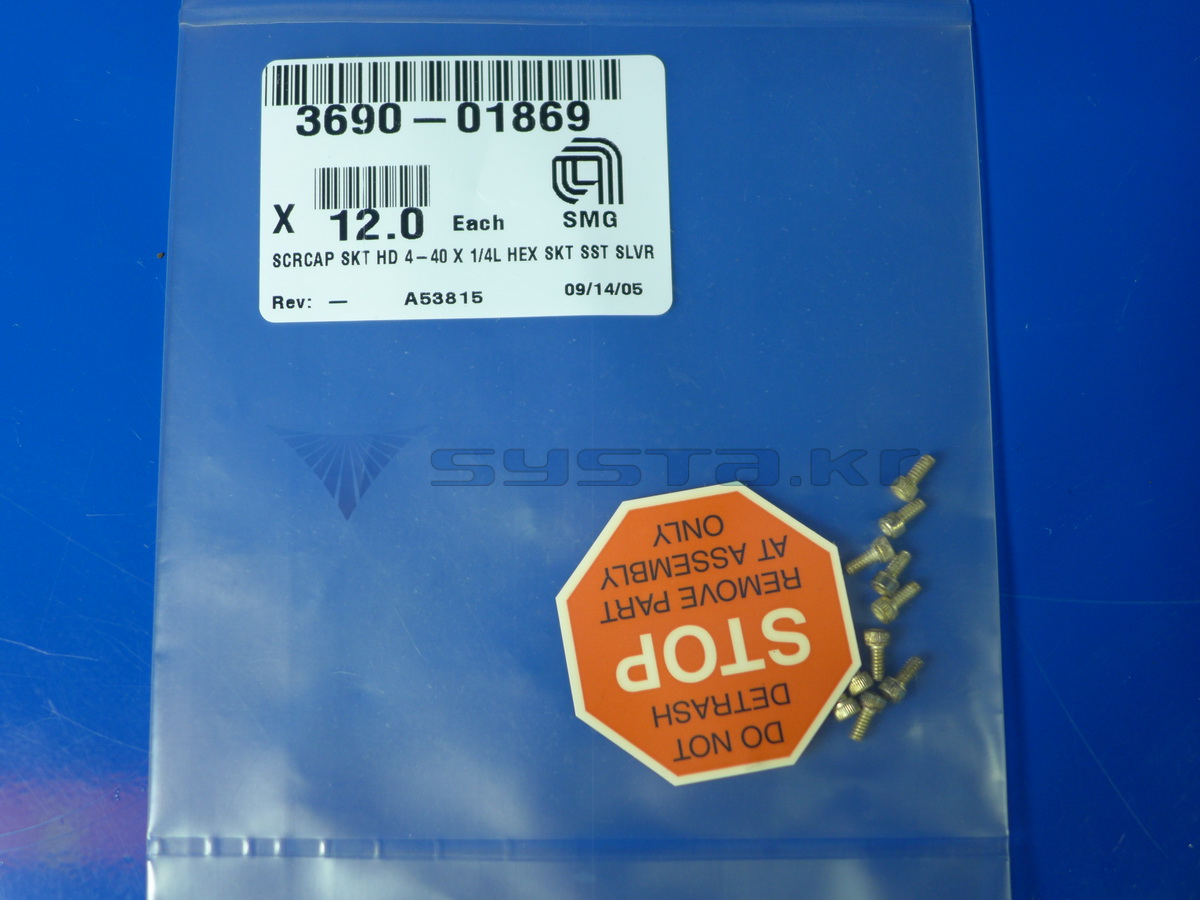 3690-01869
X 12.0 Each SMG
SCRCAP SKT HD 4-40 X 1/4L HEX SKT SST SLVR
Rev: — A53815 09/14/05
systa.kr
DO NOT
DETRASH
STOP
REMOVE PART
AT ASSEMBLY
ONLY